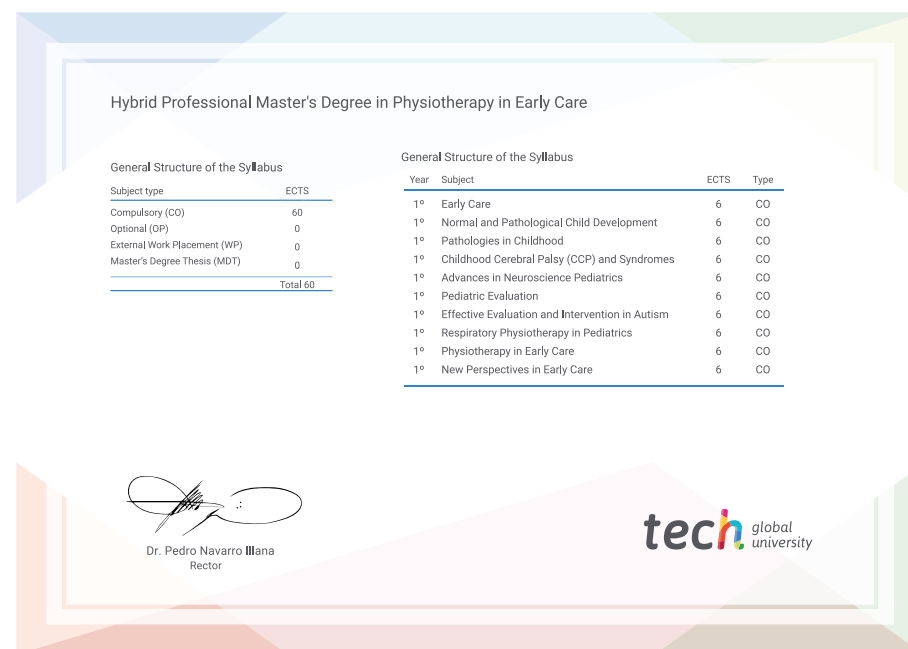 Hybrid Professional Master's Degree in Physiotherapy in Early Care
General Structure of the Syllabus
Subject type ECTS
Compulsory (CO) 60
Optional (OP) 0
External Work Placement (WP) 0
Master's Degree Thesis (MDT) 0
Total 60
General Structure of the Syllabus
Year Subject ECTS Type
1º Early Care 6 CO
1º Normal and Pathological Child Development 6 CO
1º Pathologies in Childhood 6 CO
1º Childhood Cerebral Palsy (CCP) and Syndromes 6 CO
1º Advances in Neuroscience Pediatrics 6 CO
1º Pediatric Evaluation 6 CO
1º Effective Evaluation and Intervention in Autism 6 CO
1º Respiratory Physiotherapy in Pediatrics 6 CO
1º Physiotherapy in Early Care 6 CO
1º New Perspectives in Early Care 6 CO
Dr. Pedro Navarro Illana
Rector
tech global
university